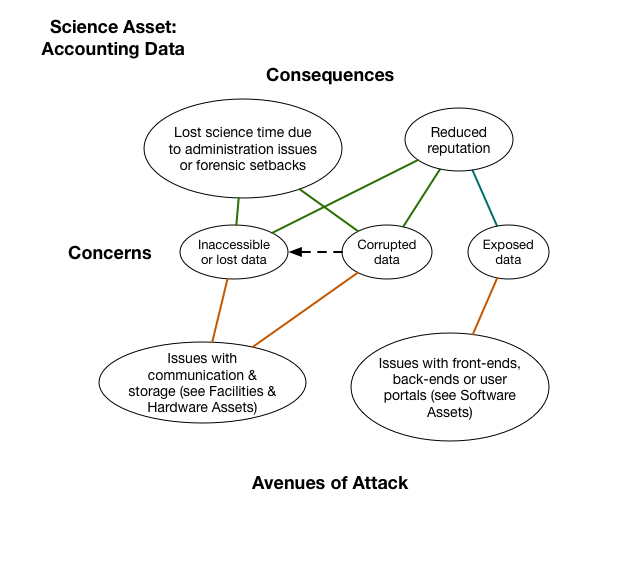 Science Asset:
Accounting Data
Consequences
Lost science time due
to administration issues
or forensic setbacks
Reduced
reputation
Concerns
Inaccessible
or lost data
Corrupted
data
Exposed
data
Issues with
communication &
storage (see Facilities &
Hardware Assets)
Issues with front-ends,
back-ends or user
portals (see Software
Assets)
Avenues of Attack